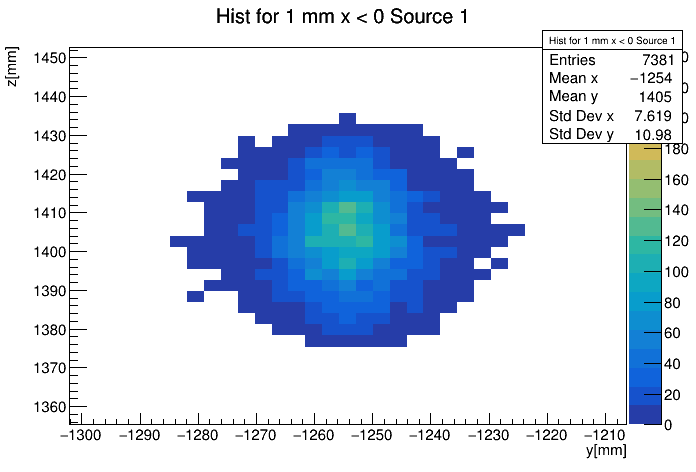 Hist for 1 mm x < 0 Source 1
Hist for 1 mm x < 0 Source 1
Entries 7381
Mean x −1254
Mean y 1405
Std Dev x 7.619
Std Dev y 10.98
z[mm]
1450
1440
1430
1420
1410
1400
1390
1380
1370
1360
−1300 −1290 −1280 −1270 −1260 −1250 −1240 −1230 −1220 −1210
y[mm]
180
160
140
120
100
80
60
40
20
0